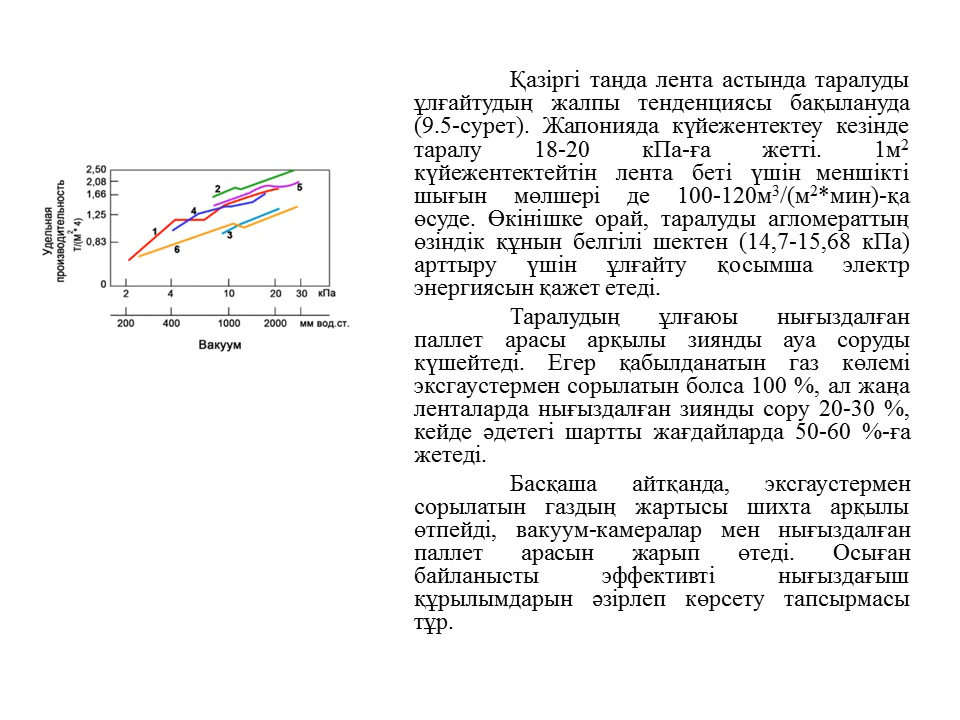 Қазіргі таңда лента астында таралуды
ұлғайтудың жалпы тенденциясы бақылануда
(9.5-сурет). Жапонияда күйежентектеу кезінде
таралу 18-20 кПа-ға жетті. 1м²
күйежентектейтін лента беті үшін меншікті
шығын мөлшері де 100-120м³/(м²*мин)-қа
өсуде. Өкінішке орай, таралуды агломераттың
өзіндік құнын белгілі шектен (14,7-15,68 кПа)
арттыру үшін ұлғайту қосымша электр
энергиясын қажет етеді.
Таралудың ұлғаюы нығыздалған
паллет арасы арқылы зиянды ауа соруды
күшейтеді. Егер қабылданатын газ көлемі
эксгаустермен сорылатын болса 100 %, ал жаңа
ленталарда нығыздалған зиянды сору 20-30 %,
кейде әдетегі шартты жағдайларда 50-60 %-ға
жетеді.
Басқаша айтқанда, эксгаустермен
сорылатын газдың жартысы шихта арқылы
өтпейді, вакуум-камералар мен нығыздалған
паллет арасын жарып өтеді. Осыған
байланысты эффективті нығыздағыш
құрылымдарын әзірлеп көрсету тапсырмасы
тұр.
Удельная
производительность
Т/(м² 4)
2,50
2,08
1,66
1,25
0,83
0
1
2
3
4
5
6
2 4 10 20 30 кПа
200 400 1000 2000 мм вод.ст.
Вакуум